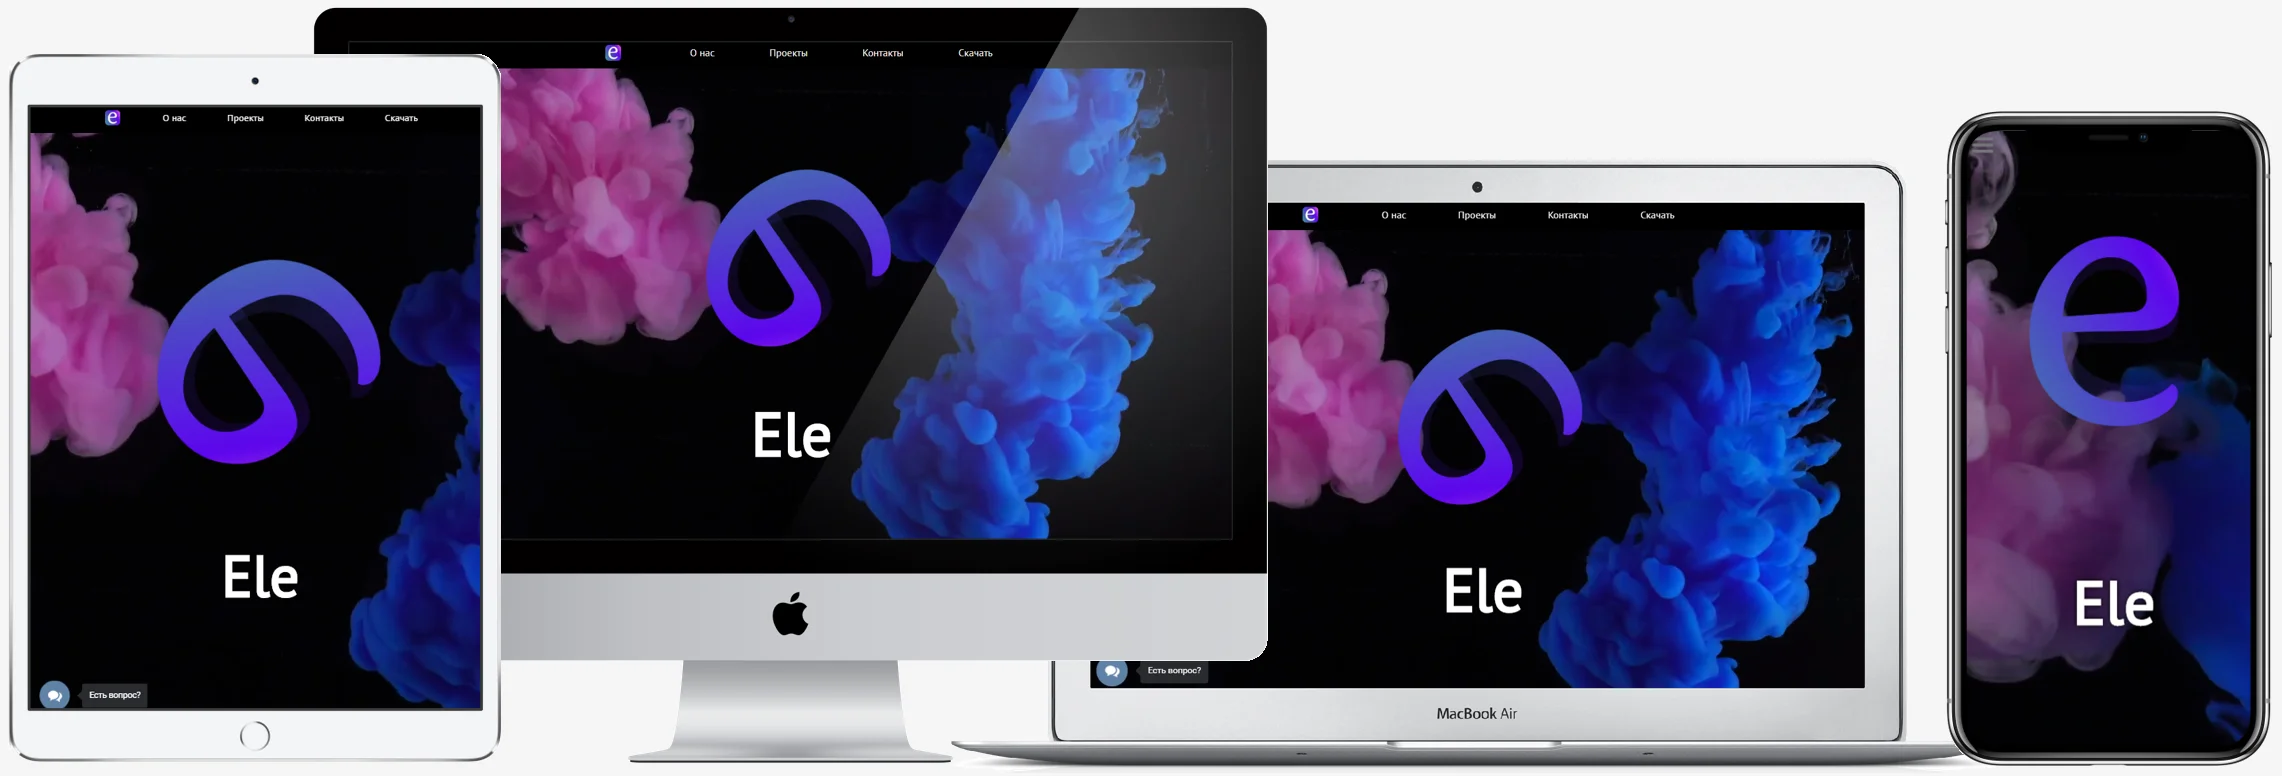 e О нас Проекты Контакты Скачать
e
Ele
Есть вопрос?
e О нас Проекты Контакты Скачать
e
Ele
e О нас Проекты Контакты Скачать
e
Ele
Есть вопрос?
MacBook Air
e
Ele